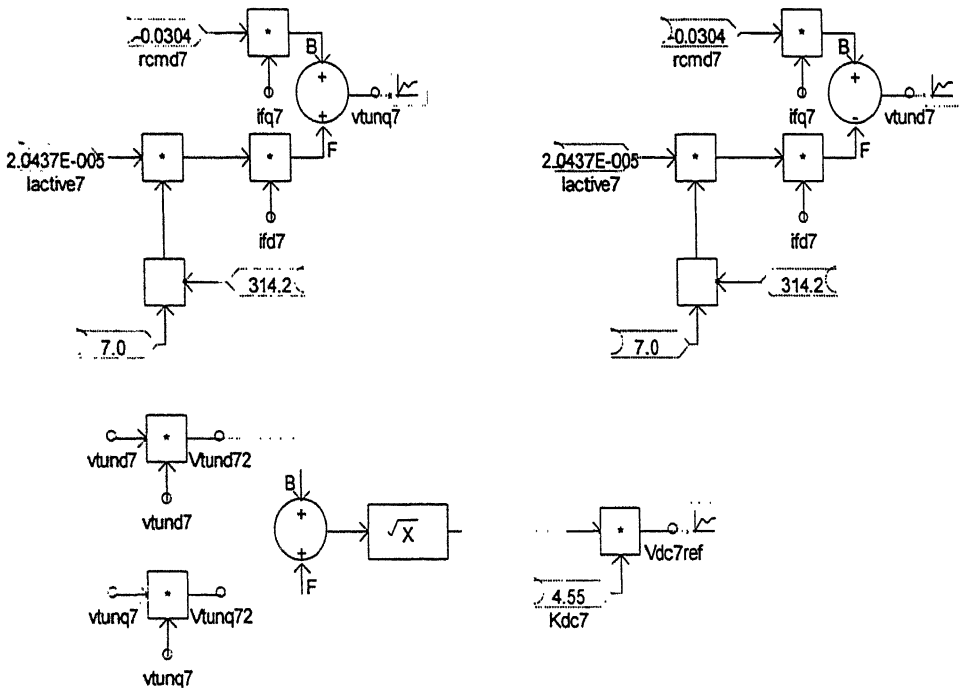 -0.0304
rcmd7
*
B
+
+
ifq7
vtunq7
F
2.0437E-005
lactive7
*
*
ifd7
314.2
7.0
-0.0304
rcmd7
*
B
+
-
ifq7
vtund7
F
2.0437E-005
lactive7
*
*
ifd7
314.2
7.0
vtund7
*
Vtund72
vtund7
B
+
+
F
√X
*
Vdc7ref
4.55
Kdc7
vtunq7
*
Vtunq72
vtunq7